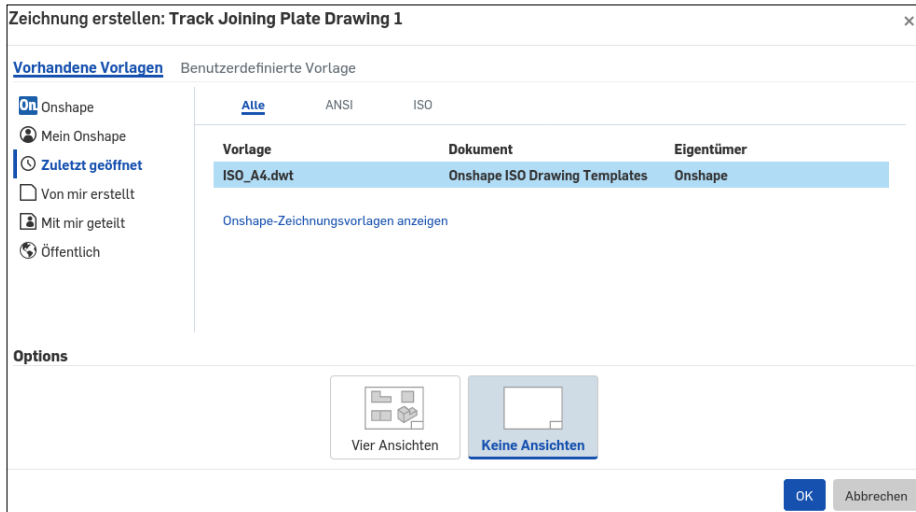 Zeichnung erstellen: Track Joining Plate Drawing 1 ×
Vorhandene Vorlagen Benutzerdefinierte Vorlage
On Onshape
Mein Onshape
Zuletzt geöffnet
Von mir erstellt
Mit mir geteilt
Öffentlich
Alle ANSI ISO
Vorlage Dokument Eigentümer
ISO_A4.dwt Onshape ISO Drawing Templates Onshape
Onshape-Zeichnungsvorlagen anzeigen
Options
Vier Ansichten Keine Ansichten
OK Abbrechen